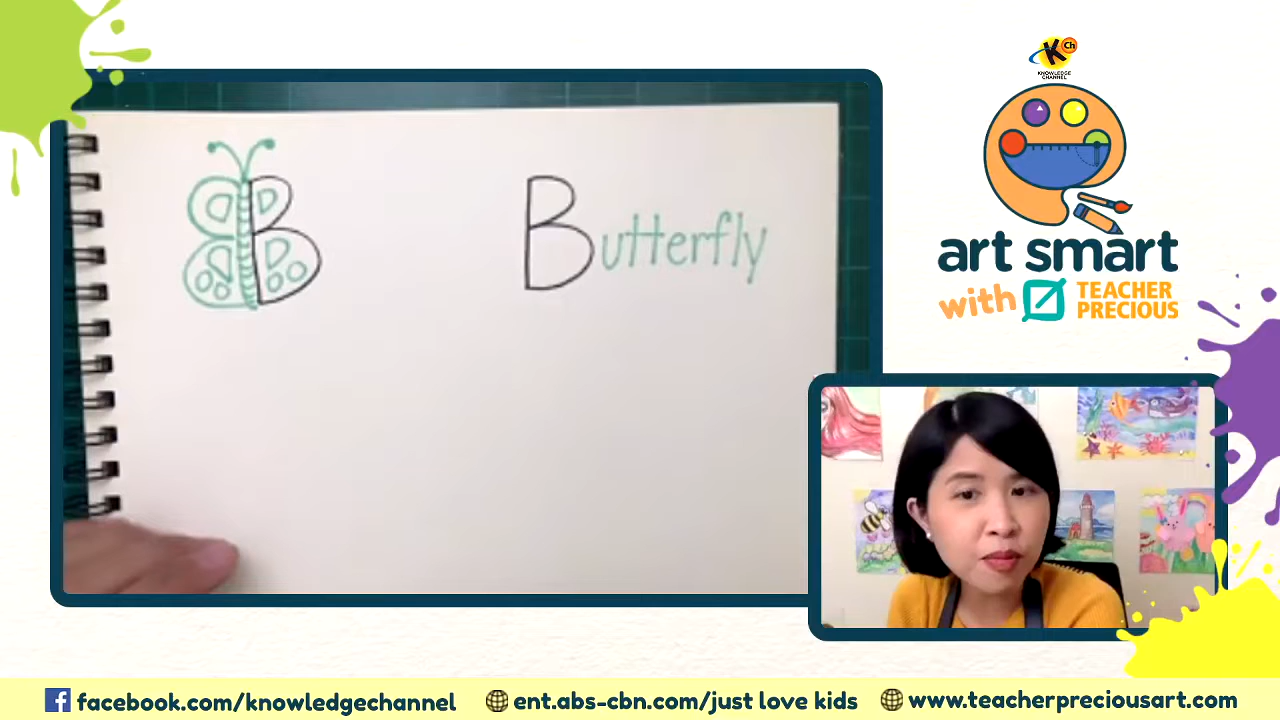 Ch
KNOWLEDGE
CHANNEL
art smart
with TEACHER
PRECIOUS
B Butterfly
facebook.com/knowledgechannel
ent.abs-cbn.com/just love kids
www.teacherpreciousart.com